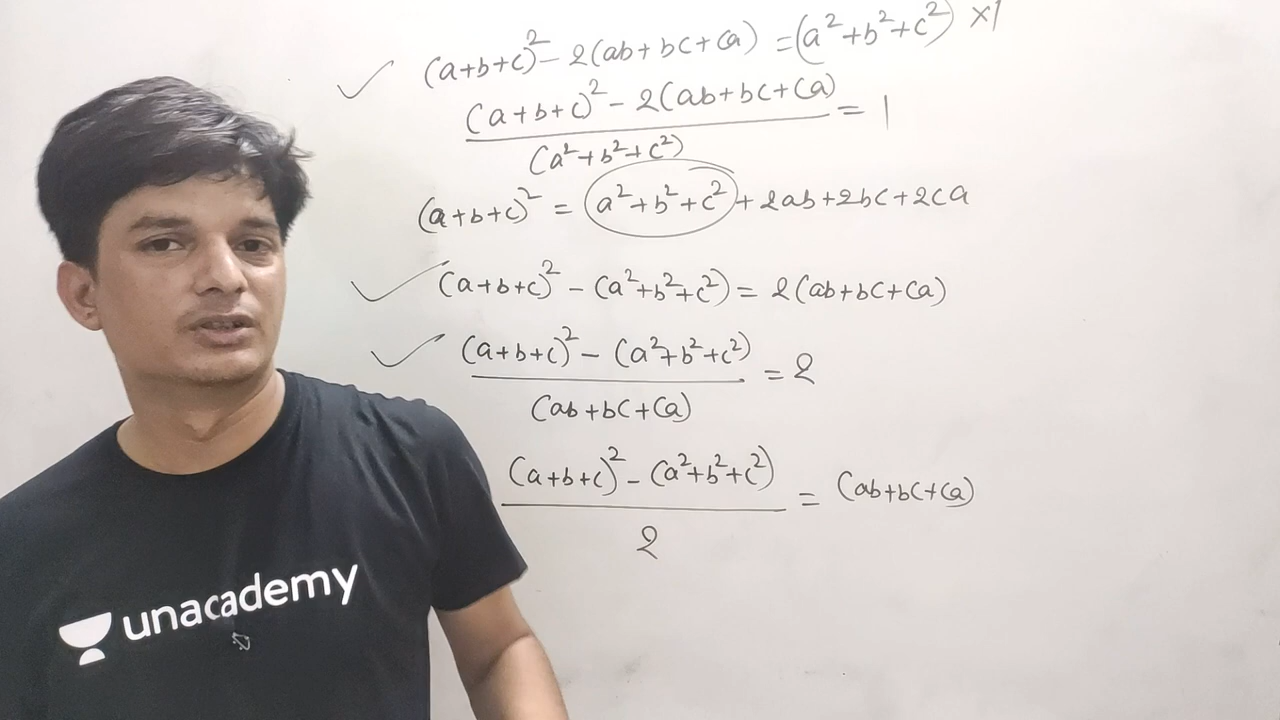 (a+b+c)² - 2(ab+bc+ca) = (a²+b²+c²) ×1
(a+b+c)² - 2(ab+bc+ca)
= 1
(a²+b²+c²)
(a+b+c)² = a²+b²+c² + 2ab+2bc+2ca
(a+b+c)² - (a²+b²+c²) = 2(ab+bc+ca)
(a+b+c)² - (a²+b²+c²)
= 2
(ab+bc+ca)
(a+b+c)² - (a²+b²+c²)
= (ab+bc+ca)
2
unacademy